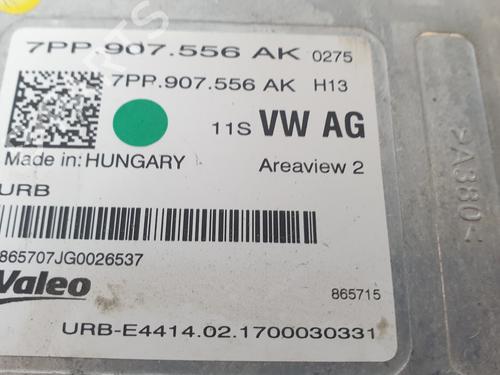 7PP.907.556 AK 0275
7PP.907.556 AK H13
11S VW AG
Made in: HUNGARY Areaview 2
URB
865707JG0026537
Valeo
865715
URB-E4414.02.1700030331
>A380<